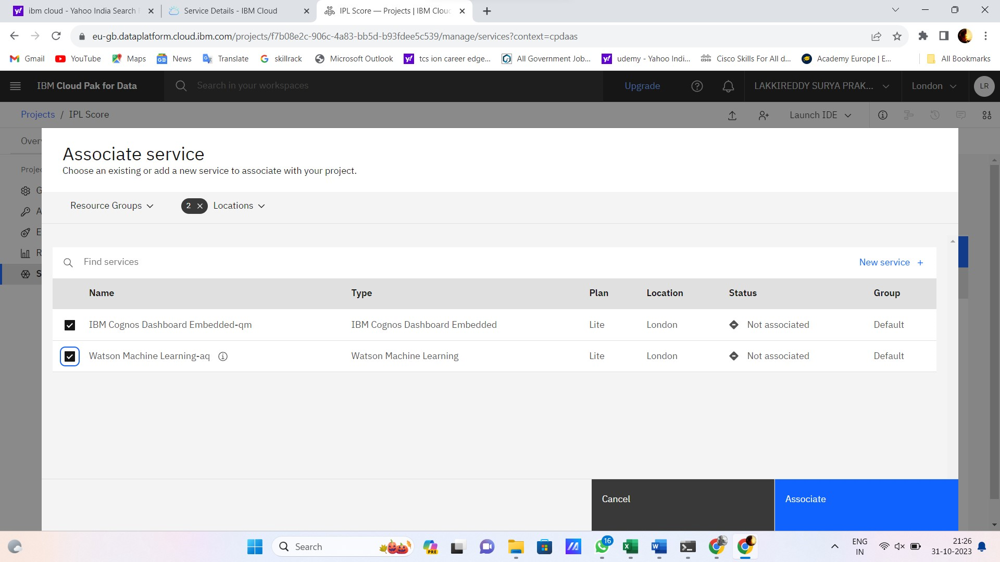 ibm cloud - Yahoo India Search
Service Details - IBM Cloud
IPL Score — Projects | IBM Clou
eu-gb.dataplatform.cloud.ibm.com/projects/f7b08e2c-906c-4a83-bb5d-b93fdee5c539/manage/services?context=cpdaas
Gmail
YouTube
Maps
News
Translate
skillrack
Microsoft Outlook
tcs ion career edge...
All Government Job...
udemy - Yahoo Indi...
Cisco Skills For All d...
Academy Europe | E...
All Bookmarks
IBM Cloud Pak for Data
Search in your workspaces
Upgrade
LAKKIREDDY SURYA PRAK...
London
LR
Projects / IPL Score
Launch IDE
Over
Associate service
Choose an existing or add a new service to associate with your project.
Projec
G
A
E
R
S
Resource Groups
2
Locations
Find services
New service +
Name Type Plan Location Status Group
IBM Cognos Dashboard Embedded-qm IBM Cognos Dashboard Embedded Lite London Not associated Default
Watson Machine Learning-aq Watson Machine Learning Lite London Not associated Default
Cancel
Associate
Search
PRE
16
ENG
IN
21:26
31-10-2023